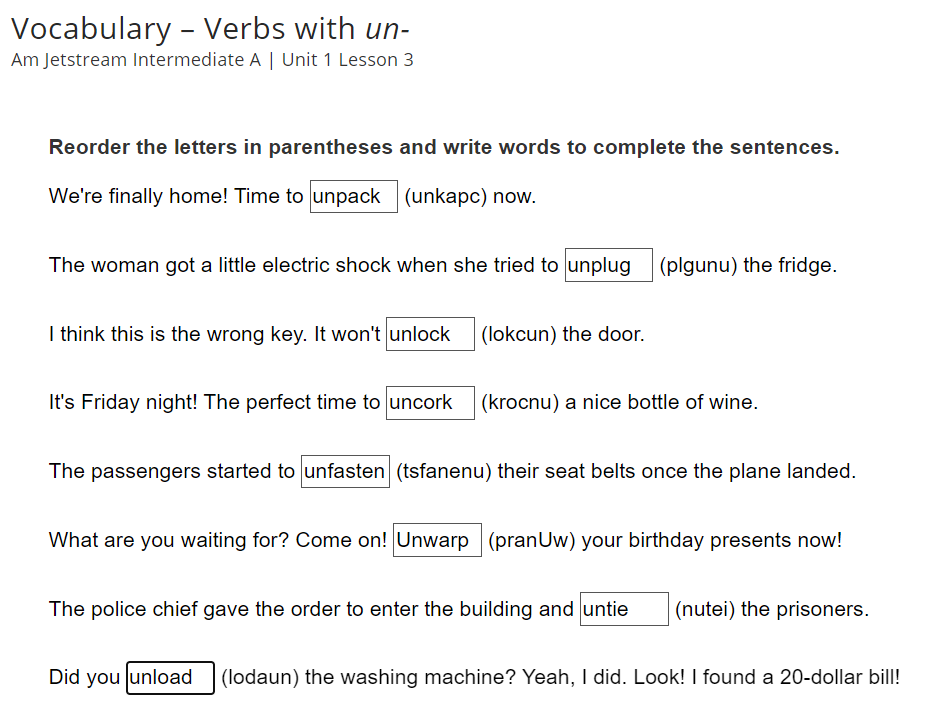 Vocabulary – Verbs with un-
Am Jetstream Intermediate A | Unit 1 Lesson 3
Reorder the letters in parentheses and write words to complete the sentences.
We're finally home! Time to unpack (unkapc) now.
The woman got a little electric shock when she tried to unplug (plgunu) the fridge.
I think this is the wrong key. It won't unlock (lokcun) the door.
It's Friday night! The perfect time to uncork (krocnu) a nice bottle of wine.
The passengers started to unfasten (tsfanenu) their seat belts once the plane landed.
What are you waiting for? Come on! Unwarp (pranUw) your birthday presents now!
The police chief gave the order to enter the building and untie (nutei) the prisoners.
Did you unload (lodaun) the washing machine? Yeah, I did. Look! I found a 20-dollar bill!